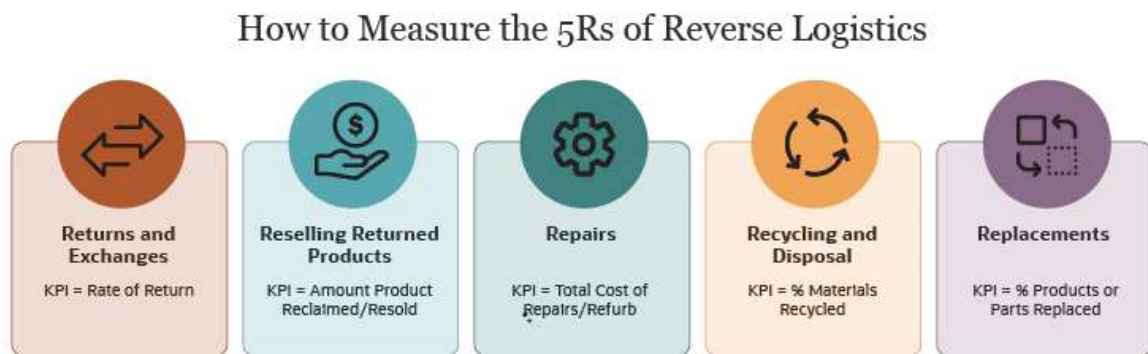 How to Measure the 5Rs of Reverse Logistics
$
Returns and
Exchanges
KPI = Rate of Return
Reselling Returned
Products
KPI = Amount Product
Reclaimed/Resold
Repairs
KPI = Total Cost of
Repairs/Refurb
Recycling and
Disposal
KPI = % Materials
Recycled
Replacements
KPI = % Products or
Parts Replaced